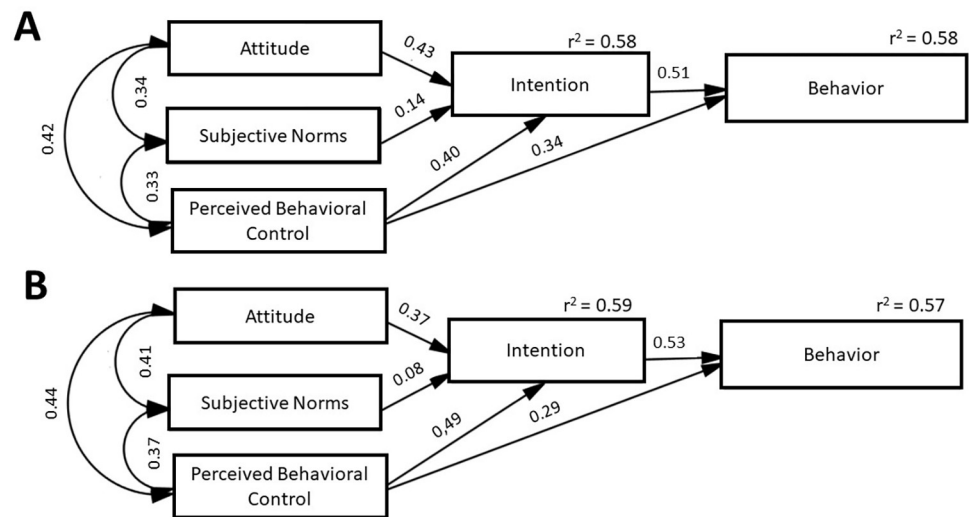 A
Attitude
r² = 0.58
r² = 0.58
0.43
Intention
0.51
Behavior
0.34
0.14
0.42
Subjective Norms
0.40
0.34
0.33
Perceived Behavioral
Control
B
Attitude
r² = 0.59
r² = 0.57
0.37
Intention
0.53
Behavior
0.41
0.08
0.44
Subjective Norms
0,49
0.29
0.37
Perceived Behavioral
Control